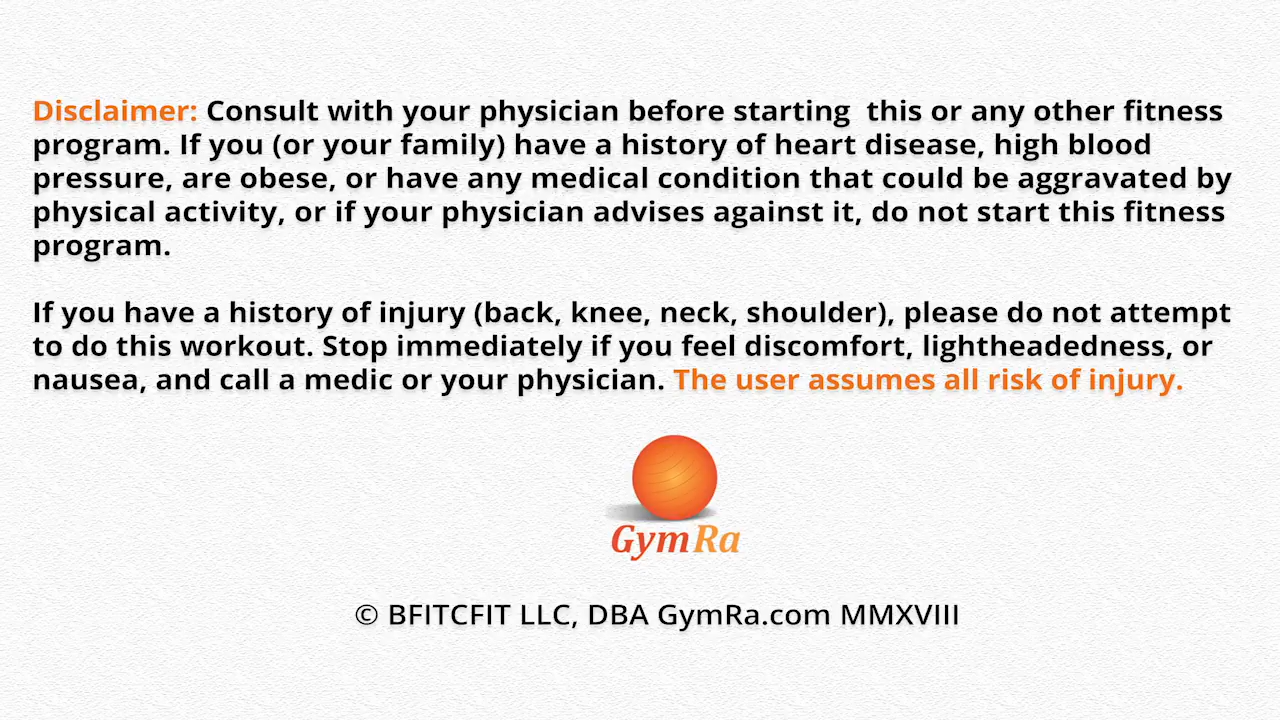 Disclaimer: Consult with your physician before starting  this or any other fitness
program. If you (or your family) have a history of heart disease, high blood
pressure, are obese, or have any medical condition that could be aggravated by
physical activity, or if your physician advises against it, do not start this fitness
program.
If you have a history of injury (back, knee, neck, shoulder), please do not attempt
to do this workout. Stop immediately if you feel discomfort, lightheadedness, or
nausea, and call a medic or your physician. The user assumes all risk of injury.
GymRa
© BFITCFIT LLC, DBA GymRa.com MMXVIII